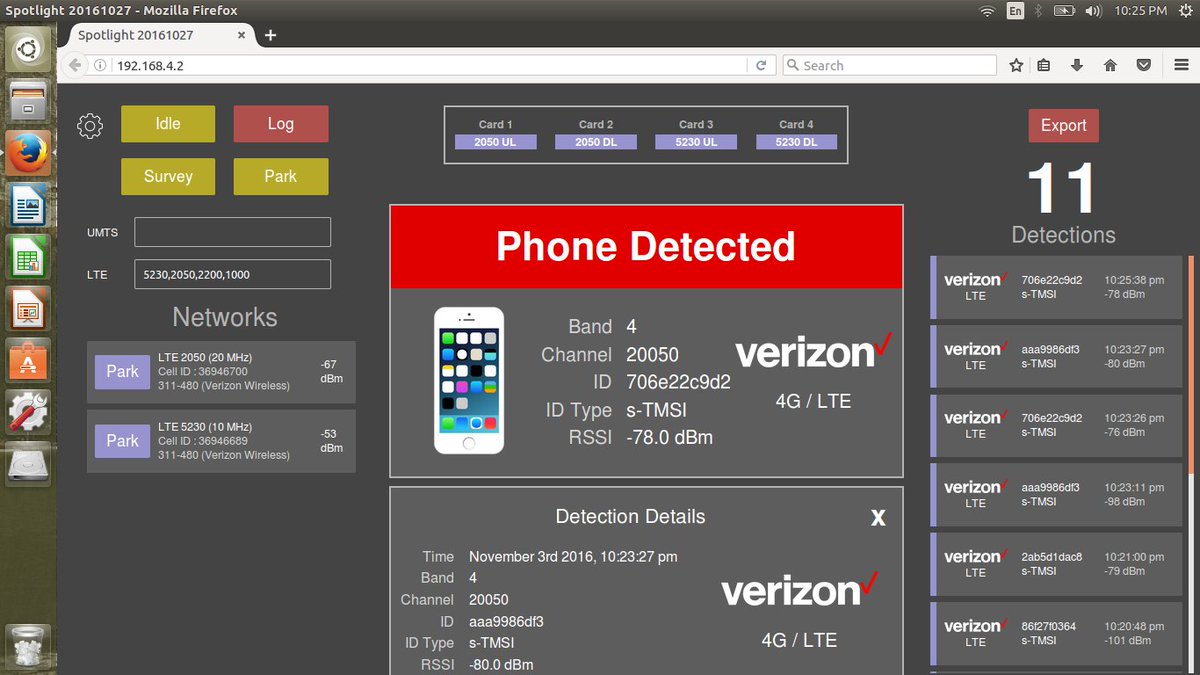 Spotlight 20161027 - Mozilla Firefox
En
10:25 PM
Spotlight 20161027
192.168.4.2
Search
Idle
Log
Survey
Park
UMTS
LTE
5230,2050,2200,1000
Networks
Park
LTE 2050 (20 MHz)
Cell ID : 36946700
311-480 (Verizon Wireless)
-67
dBm
Park
LTE 5230 (10 MHz)
Cell ID : 36946689
311-480 (Verizon Wireless)
-53
dBm
Card 1
2050 UL
Card 2
2050 DL
Card 3
5230 UL
Card 4
5230 DL
Phone Detected
Band 4
Channel 20050
ID 706e22c9d2
ID Type s-TMSI
RSSI -78.0 dBm
verizon
4G / LTE
Detection Details
X
Time November 3rd 2016, 10:23:27 pm
Band 4
Channel 20050
ID aaa9986df3
ID Type s-TMSI
RSSI -80.0 dBm
verizon
4G / LTE
Export
11
Detections
verizon 706e22c9d2 10:25:38 pm
LTE s-TMSI -78 dBm
verizon aaa9986df3 10:23:27 pm
LTE s-TMSI -80 dBm
verizon 706e22c9d2 10:23:26 pm
LTE s-TMSI -76 dBm
verizon aaa9986df3 10:23:11 pm
LTE s-TMSI -98 dBm
verizon 2ab5d1dac8 10:21:00 pm
LTE s-TMSI -79 dBm
verizon 86f27f0364 10:20:48 pm
LTE s-TMSI -101 dBm